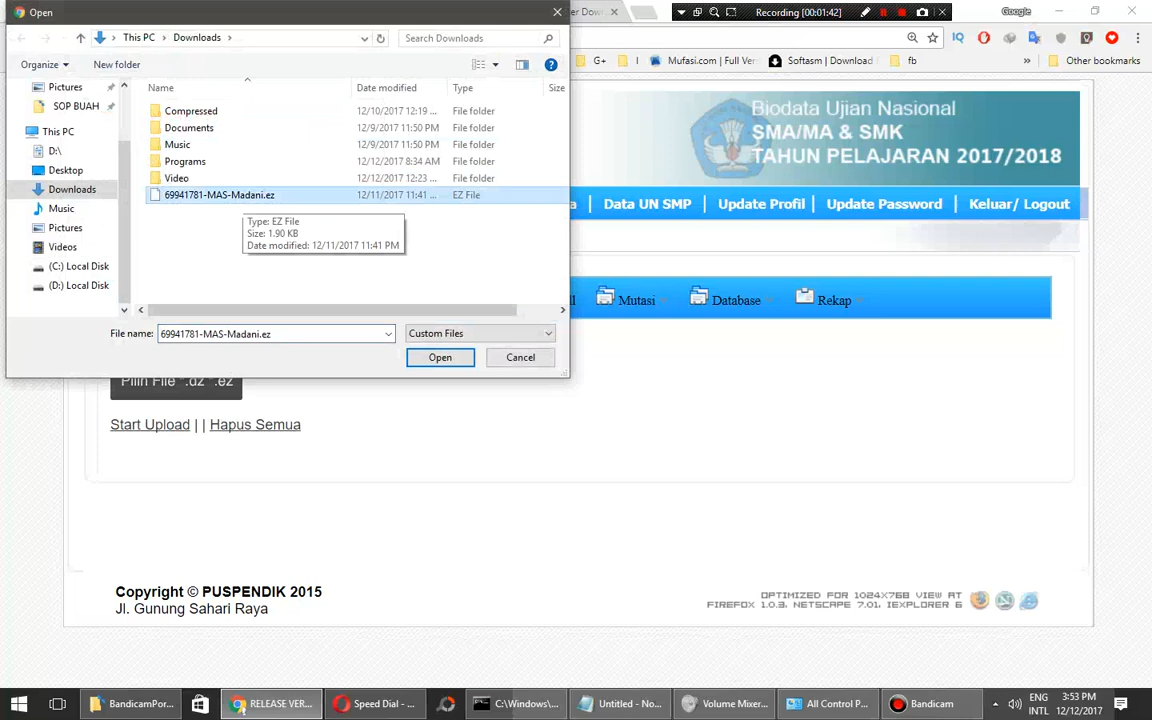 Open
der Dow...
Recording [00:01:42]
Google
This PC
Downloads
Search Downloads
Organize
New folder
G+
Mufasi.com | Full Ver
Softasm | Download
fb
»
Other bookmarks
Name
Date modified
Type
Size
Pictures
SOP BUAH
This PC
D:\
Desktop
Downloads
Music
Pictures
Videos
(C:) Local Disk
(D:) Local Disk
Compressed
12/10/2017 12:19 ...
File folder
Documents
12/9/2017 11:50 PM
File folder
Music
12/9/2017 11:50 PM
File folder
Programs
12/12/2017 8:34 AM
File folder
Video
12/12/2017 12:23 ...
File folder
69941781-MAS-Madani.ez
12/11/2017 11:41 ...
EZ File
Type: EZ File
Size: 1.90 KB
Date modified: 12/11/2017 11:41 PM
File name:
69941781-MAS-Madani.ez
Custom Files
Open
Cancel
Biodata Ujian Nasional
SMA/MA & SMK
TAHUN PELAJARAN 2017/2018
a | Data UN SMP | Update Profil | Update Password | Keluar/ Logout
Mutasi
Database
Rekap
Pilih File *.dz *.ez
Start Upload | | Hapus Semua
Copyright © PUSPENDIK 2015
Jl. Gunung Sahari Raya
OPTIMIZED FOR 1024X768 VIEW AT
FIREFOX 1.0.3, NETSCAPE 7.01, IEXPLORER 6
BandicamPor...
RELEASE VER...
Speed Dial - ...
C:\Windows\...
Untitled - No...
Volume Mixer...
All Control P...
Bandicam
ENG
INTL
3:53 PM
12/12/2017